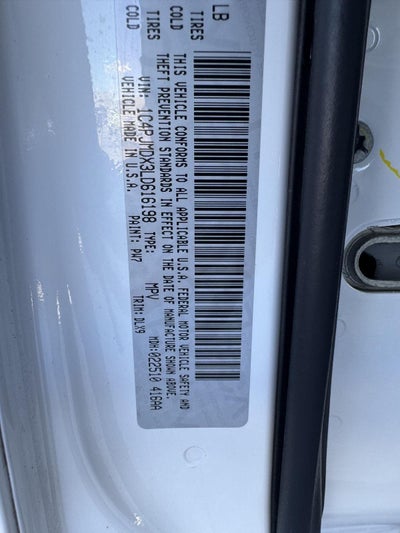 LB
TIRES
COLD
TIRES
COLD
THIS VEHICLE CONFORMS TO ALL APPLICABLE U.S.A. FEDERAL MOTOR VEHICLE SAFETY AND
THEFT PREVENTION STANDARDS IN EFFECT ON THE DATE OF MANUFACTURE SHOWN ABOVE.
VIN: 1C4PJMDX3LD616198 TYPE: MPV MDH:022510 416AA
VEHICLE MADE IN U.S.A. PAINT: PW7 TRIM: DLX9